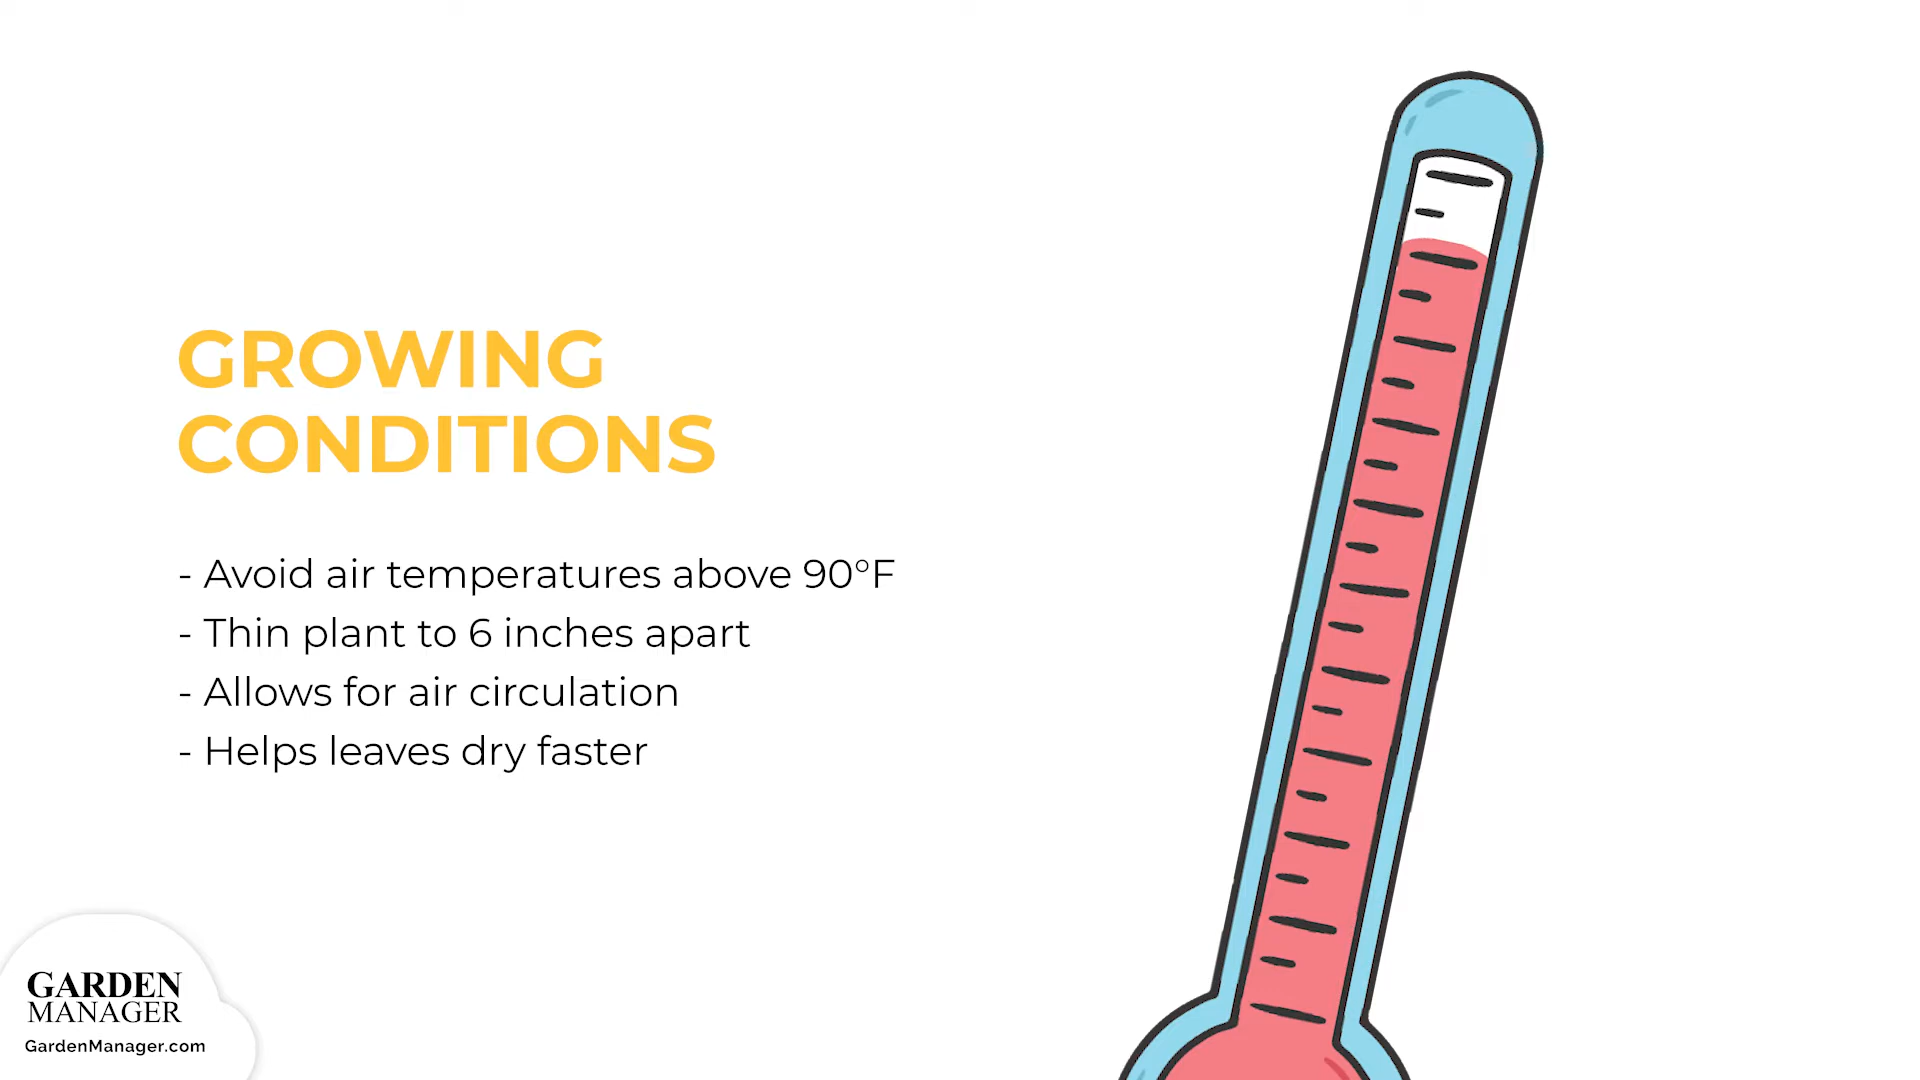 GROWING
CONDITIONS
- Avoid air temperatures above 90°F
- Thin plant to 6 inches apart
- Allows for air circulation
- Helps leaves dry faster
GARDEN
MANAGER
GardenManager.com